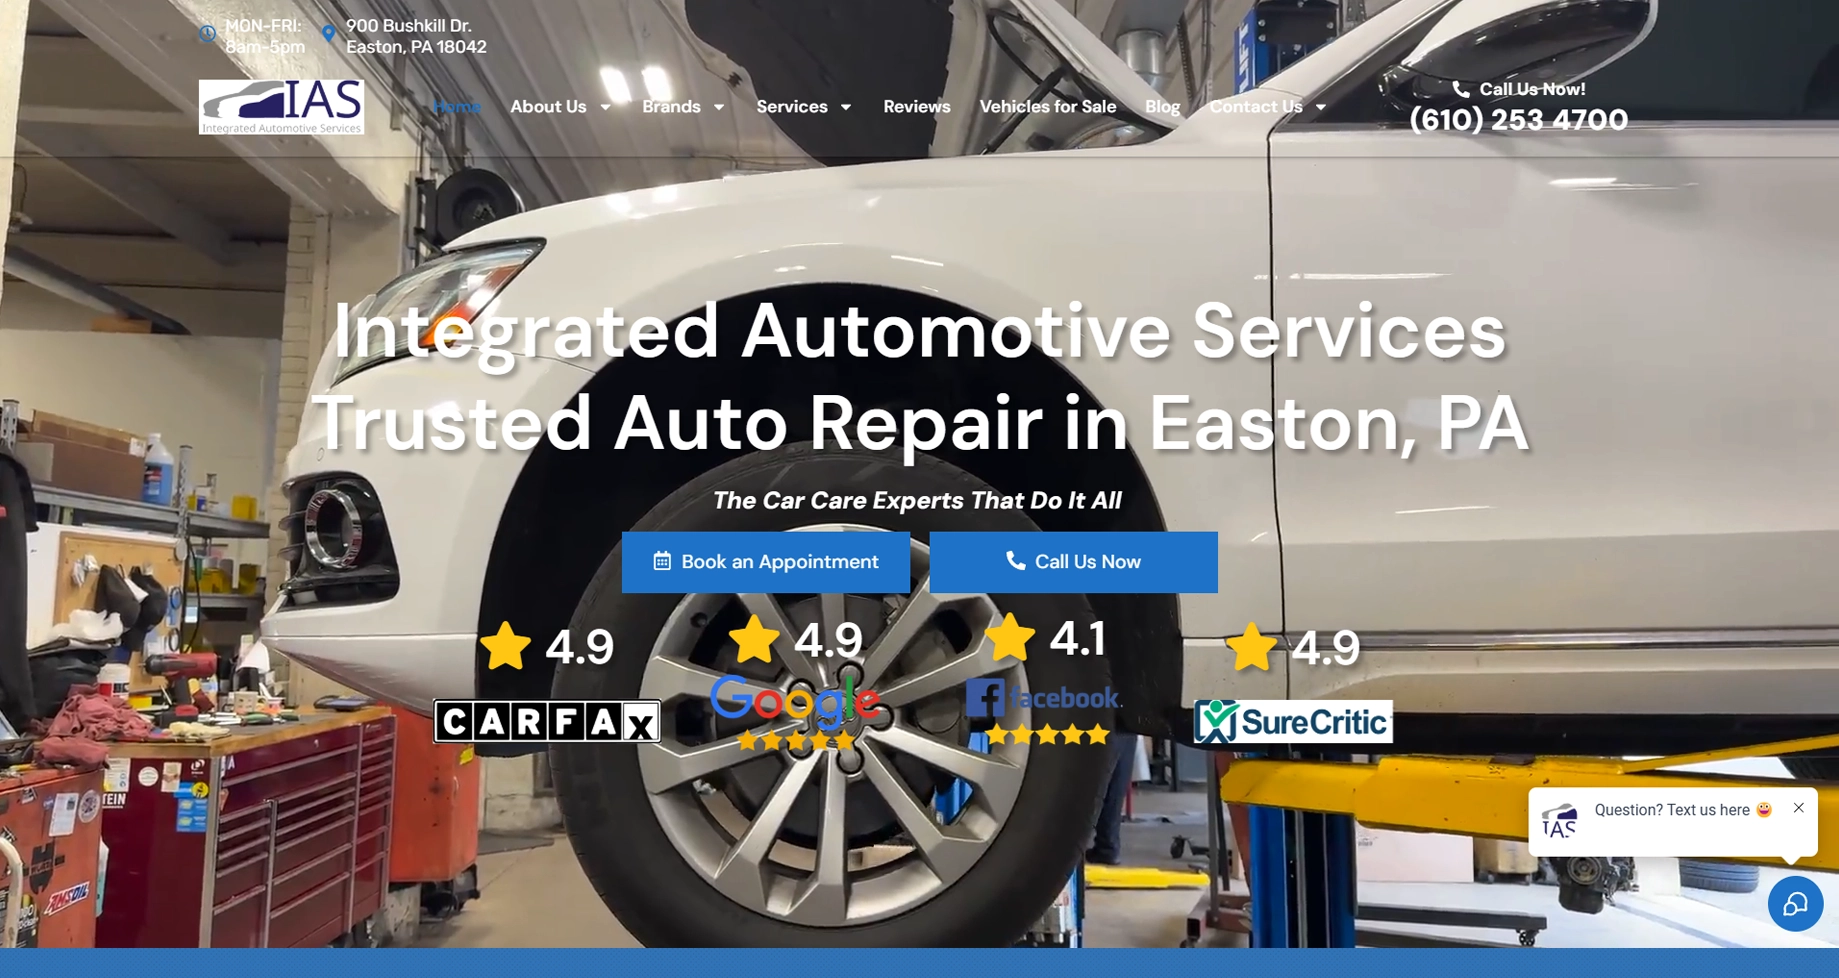 MON-FRI:
8am-5pm
900 Bushkill Dr.
Easton, PA 18042
IAS
Integrated Automotive Services
Home
About Us
Brands
Services
Reviews
Vehicles for Sale
Blog
Contact Us
Call Us Now!
(610) 253 4700
LIFT
Integrated Automotive Services
Trusted Auto Repair in Easton, PA
The Car Care Experts That Do It All
Book an Appointment
Call Us Now
4.9
4.9
4.1
4.9
CARFAX
Google
facebook.
SureCritic
AMSOIL
IAS
Question? Text us here 😀